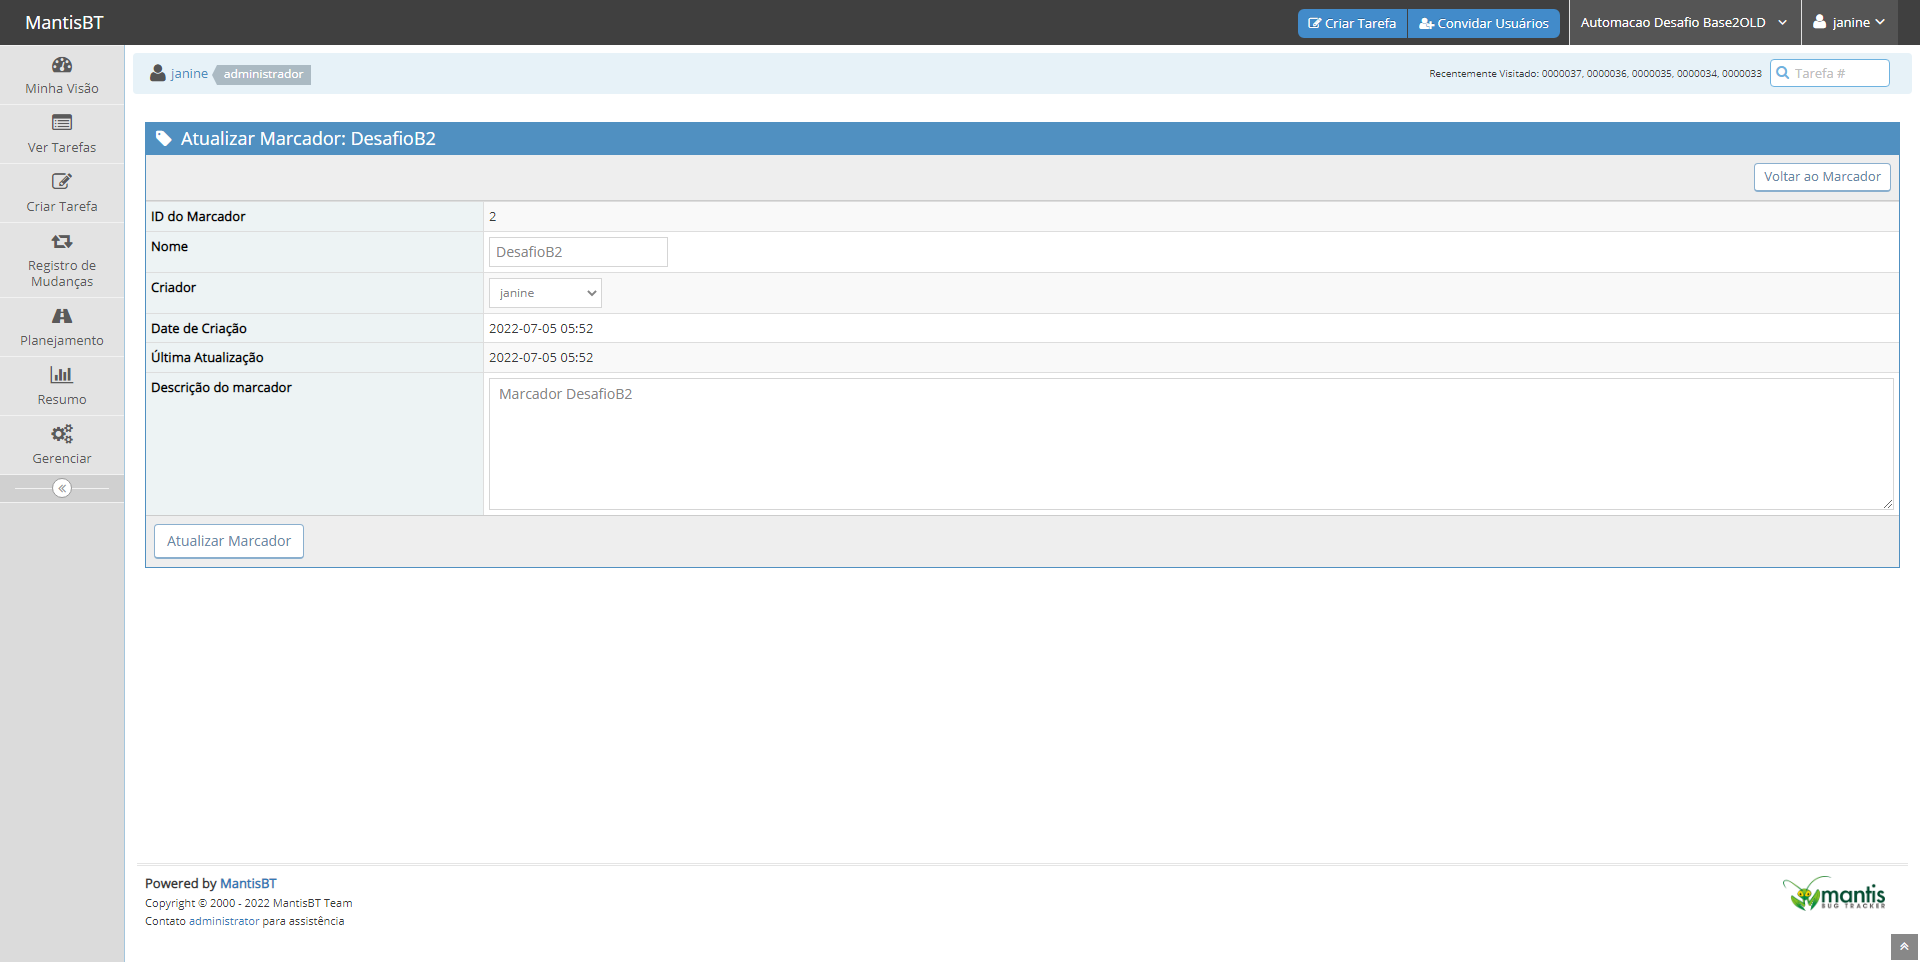 MantisBT
Criar Tarefa
Convidar Usuários
Automacao Desafio Base2OLD
janine
janine administrador
Recentemente Visitado: 0000037, 0000036, 0000035, 0000034, 0000033
Tarefa #
Minha Visão
Ver Tarefas
Criar Tarefa
Registro de
Mudanças
Planejamento
Resumo
Gerenciar
Atualizar Marcador: DesafioB2
Voltar ao Marcador
ID do Marcador 2
Nome DesafioB2
Criador janine
Date de Criação 2022-07-05 05:52
Última Atualização 2022-07-05 05:52
Descrição do marcador Marcador DesafioB2
Atualizar Marcador
Powered by MantisBT
Copyright © 2000 - 2022 MantisBT Team
Contato administrator para assistência
mantis
BUG TRACKER